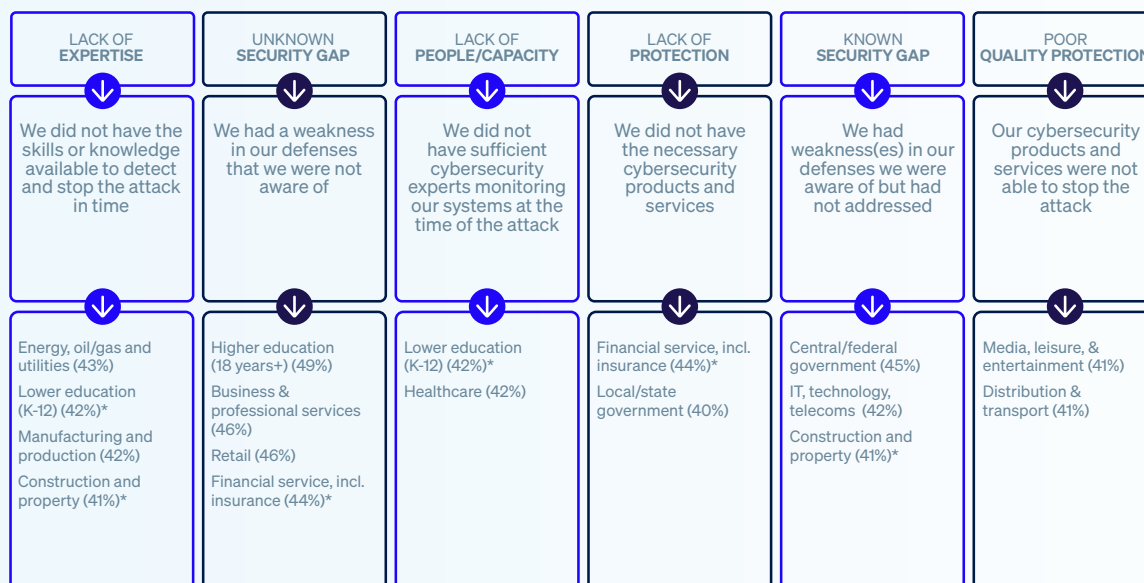 LACK OF
EXPERTISE
We did not have the
skills or knowledge
available to detect
and stop the attack
in time
Energy, oil/gas and
utilities (43%)
Lower education
(K-12) (42%)*
Manufacturing and
production (42%)
Construction and
property (41%)*
UNKNOWN
SECURITY GAP
We had a weakness
in our defenses
that we were not
aware of
Higher education
(18 years+) (49%)
Business &
professional services
(46%)
Retail (46%)
Financial service, incl.
insurance (44%)*
LACK OF
PEOPLE/CAPACITY
We did not
have sufficient
cybersecurity
experts monitoring
our systems at the
time of the attack
Lower education
(K-12) (42%)*
Healthcare (42%)
LACK OF
PROTECTION
We did not have
the necessary
cybersecurity
products and
services
Financial service, incl.
insurance (44%)*
Local/state
government (40%)
KNOWN
SECURITY GAP
We had
weakness(es) in our
defenses we were
aware of but had
not addressed
Central/federal
government (45%)
IT, technology,
telecoms (42%)
Construction and
property (41%)*
POOR
QUALITY PROTECTION
Our cybersecurity
products and
services were not
able to stop the
attack
Media, leisure, &
entertainment (41%)
Distribution &
transport (41%)